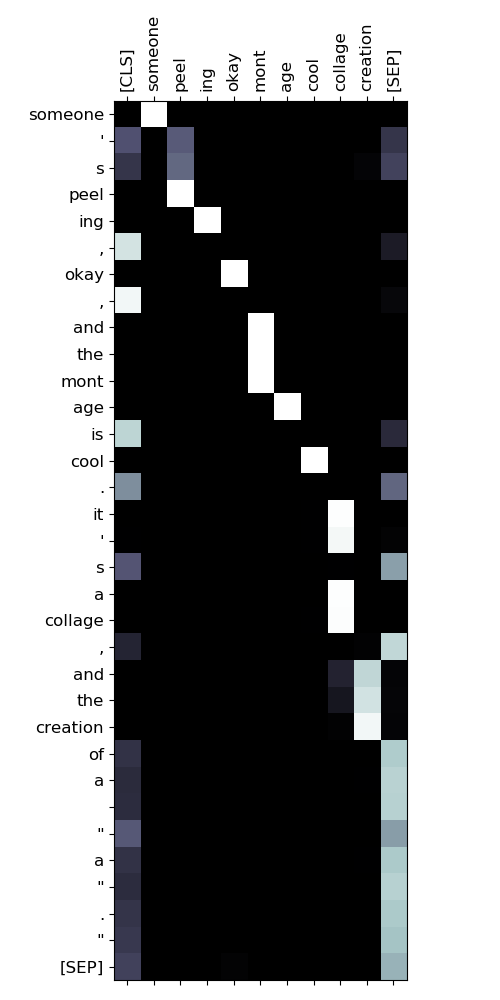 [CLS] someone peel ing okay mont age cool collage creation [SEP]
someone
'
s
peel
ing
,
okay
,
and
the
mont
age
is
cool
.
it
'
s
a
collage
,
and
the
creation
of
a
"
a
"
.
"
[SEP]